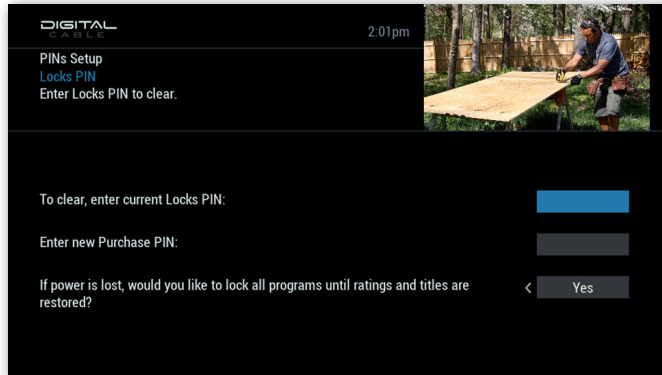 DIGITAL
CABLE
2:01pm
PINs Setup
Locks PIN
Enter Locks PIN to clear.
To clear, enter current Locks PIN:
Enter new Purchase PIN:
If power is lost, would you like to lock all programs until ratings and titles are
restored?
< Yes